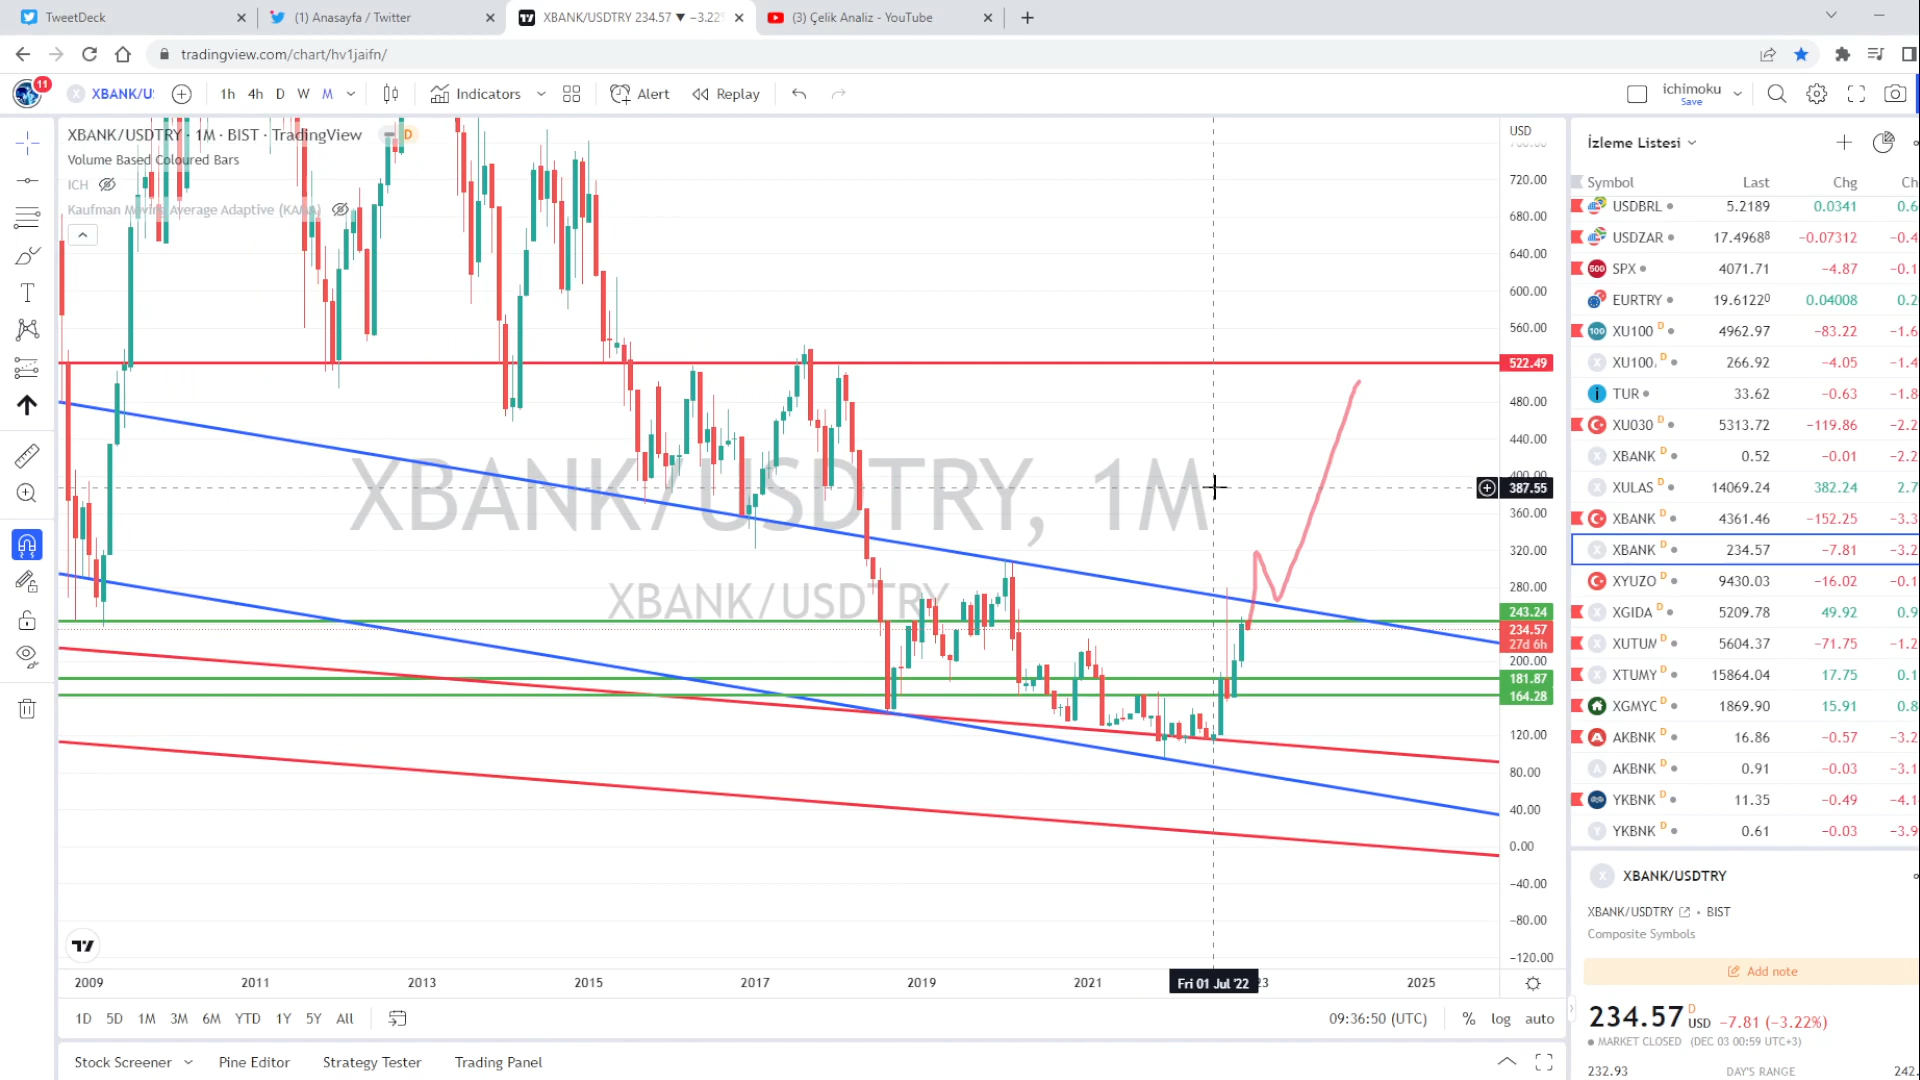 TweetDeck
(1) Anasayfa / Twitter
XBANK/USDTRY 234.57 ▼ −3.22%
(3) Çelik Analiz - YouTube
tradingview.com/chart/hv1jaifn/
11
XBANK/U
1h 4h D W M
Indicators
Alert
Replay
ichimoku
Save
XBANK/USDTRY · 1M · BIST · TradingView
D
Volume Based Coloured Bars
ICH
Kaufman Moving Average Adaptive (KAMA)
XBANK/USDTRY, 1M
XBANK/USDTRY
USD
720.00
680.00
640.00
600.00
560.00
522.49
480.00
440.00
400.00
387.55
360.00
320.00
280.00
243.24
234.57
27d 6h
200.00
181.87
164.28
120.00
80.00
40.00
0.00
−40.00
−80.00
−120.00
2009 2011 2013 2015 2017 2019 2021 Fri 01 Jul '22 23 2025
1D 5D 1M 3M 6M YTD 1Y 5Y All
09:36:50 (UTC) % log auto
Stock Screener Pine Editor Strategy Tester Trading Panel
İzleme Listesi
Symbol Last Chg Ch
USDBRL 5.2189 0.0341 0.6
USDZAR 17.4968⁸ −0.07312 −0.4
500 SPX 4071.71 −4.87 −0.1
EURTRY 19.6122⁰ 0.04008 0.2
100 XU100 D 4962.97 −83.22 −1.6
X XU100/ D 266.92 −4.05 −1.4
TUR 33.62 −0.63 −1.8
XU030 D 5313.72 −119.86 −2.2
X XBANK D 0.52 −0.01 −2.2
X XULAS D 14069.24 382.24 2.7
XBANK D 4361.46 −152.25 −3.3
X XBANK D 234.57 −7.81 −3.2
XYUZO D 9430.03 −16.02 −0.1
X XGIDA D 5209.78 49.92 0.9
X XUTUM D 5604.37 −71.75 −1.2
X XTUMY D 15864.04 17.75 0.1
XGMYC D 1869.90 15.91 0.8
AKBNK D 16.86 −0.57 −3.2
A AKBNK D 0.91 −0.03 −3.1
YKBNK D 11.35 −0.49 −4.1
Y YKBNK D 0.61 −0.03 −3.9
X XBANK/USDTRY
XBANK/USDTRY • BIST
Composite Symbols
Add note
234.57 D USD −7.81 (−3.22%)
MARKET CLOSED (DEC 03 00:59 UTC+3)
232.93 DAY'S RANGE 242.